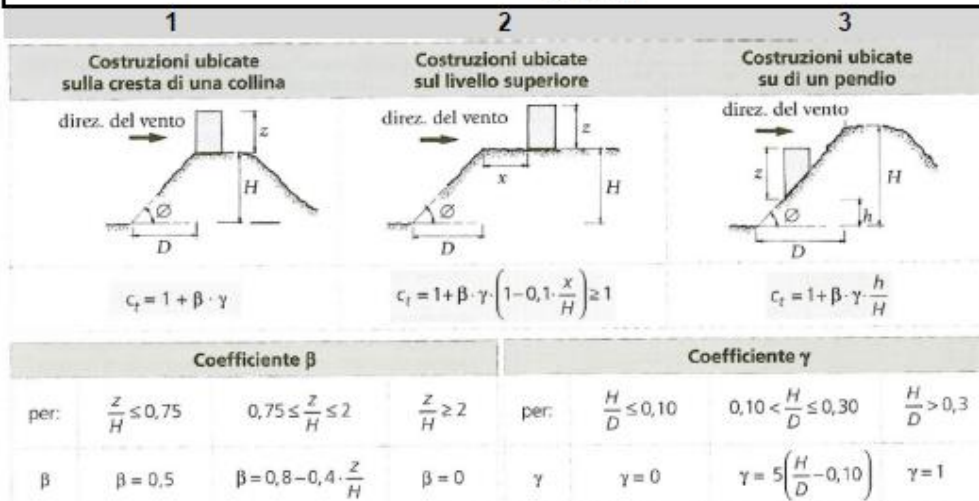 1 2 3
Costruzioni ubicate
sulla cresta di una collina
Costruzioni ubicate
sul livello superiore
Costruzioni ubicate
su di un pendio
direz. del vento
z
H
Ø
D
direz. del vento
z
x
H
Ø
D
direz. del vento
z
H
h
Ø
D
c_t = 1 + β · γ
c_t = 1 + β · γ · (1 – 0,1 · x/H) ≥ 1
c_t = 1 + β · γ · h/H
Coefficiente β
per: z/H ≤ 0,75 0,75 ≤ z/H ≤ 2 z/H ≥ 2
β β = 0,5 β = 0,8 – 0,4 · z/H β = 0
Coefficiente γ
per: H/D ≤ 0,10 0,10 < H/D ≤ 0,30 H/D > 0,3
γ γ = 0 γ = 5(H/D – 0,10) γ = 1